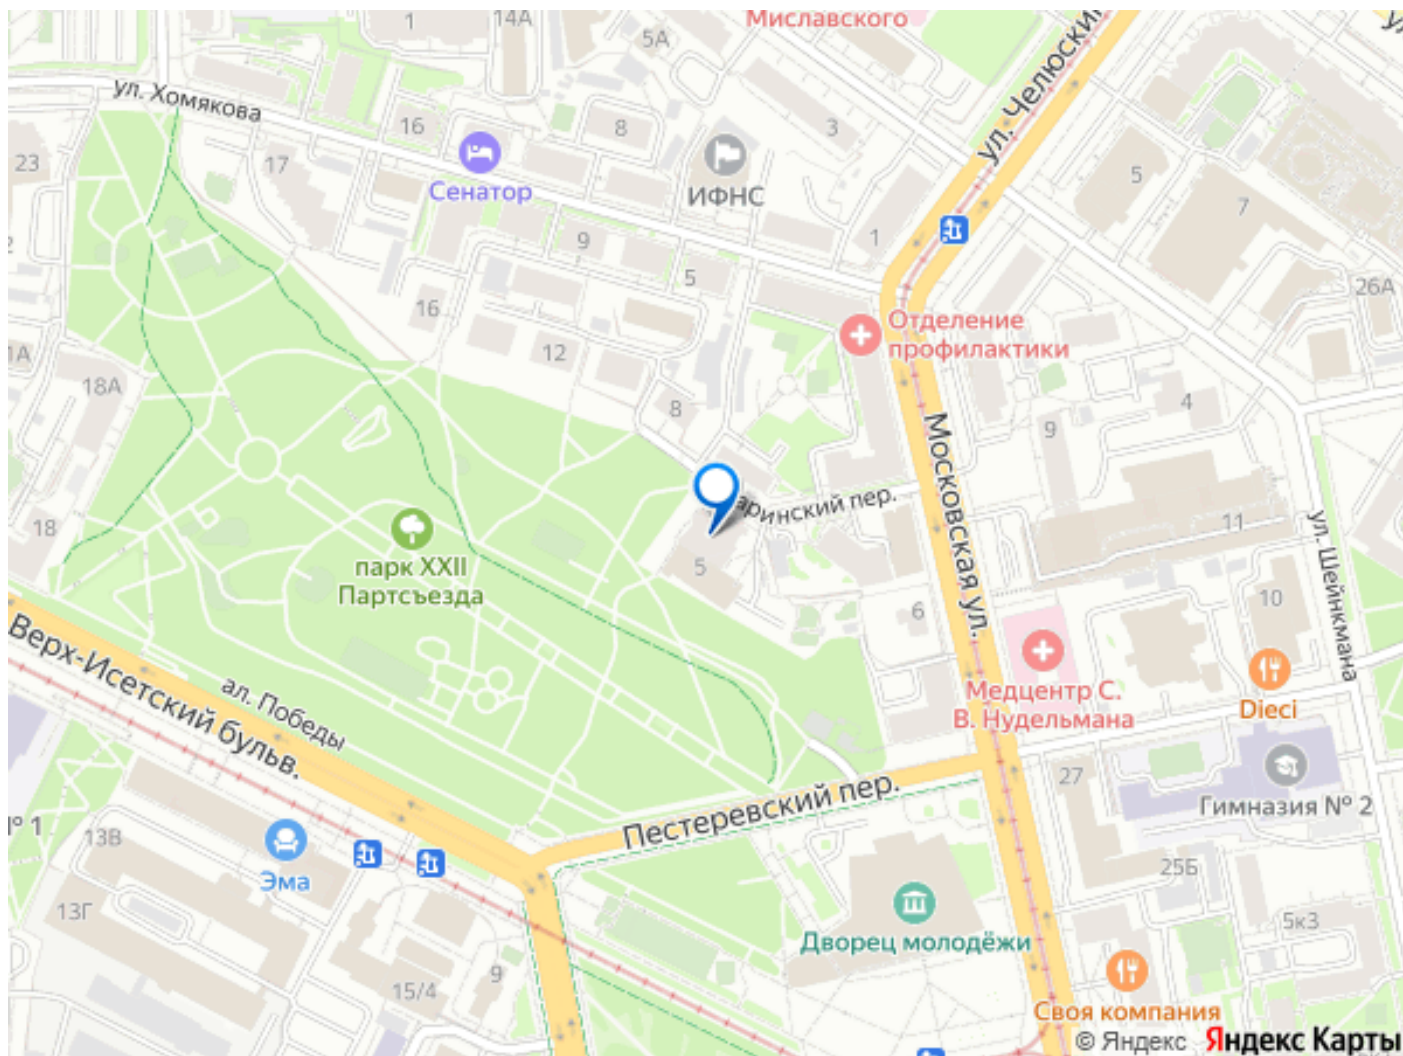 Миславского
1
14А
5А
ул. Хомякова
16
8
3
ул. Челюскин
23
17
Сенатор
ИФНС
5
7
9
1
5
26А
16
12
Отделение
профилактики
1А
18А
8
4
9
Московская ул.
аринский пер.
11
18
парк XXII
Партсъезда
5
6
10
ул. Шейнкмана
Верх-Исетский бульв.
ал. Победы
Медцентр С.
В. Нудельмана
Dieci
27
Гимназия № 2
Пестеревский пер.
№ 1
13В
Эма
25Б
13Г
Дворец молодёжи
5к3
9
15/4
Своя компания
© Яндекс Яндекс Карты